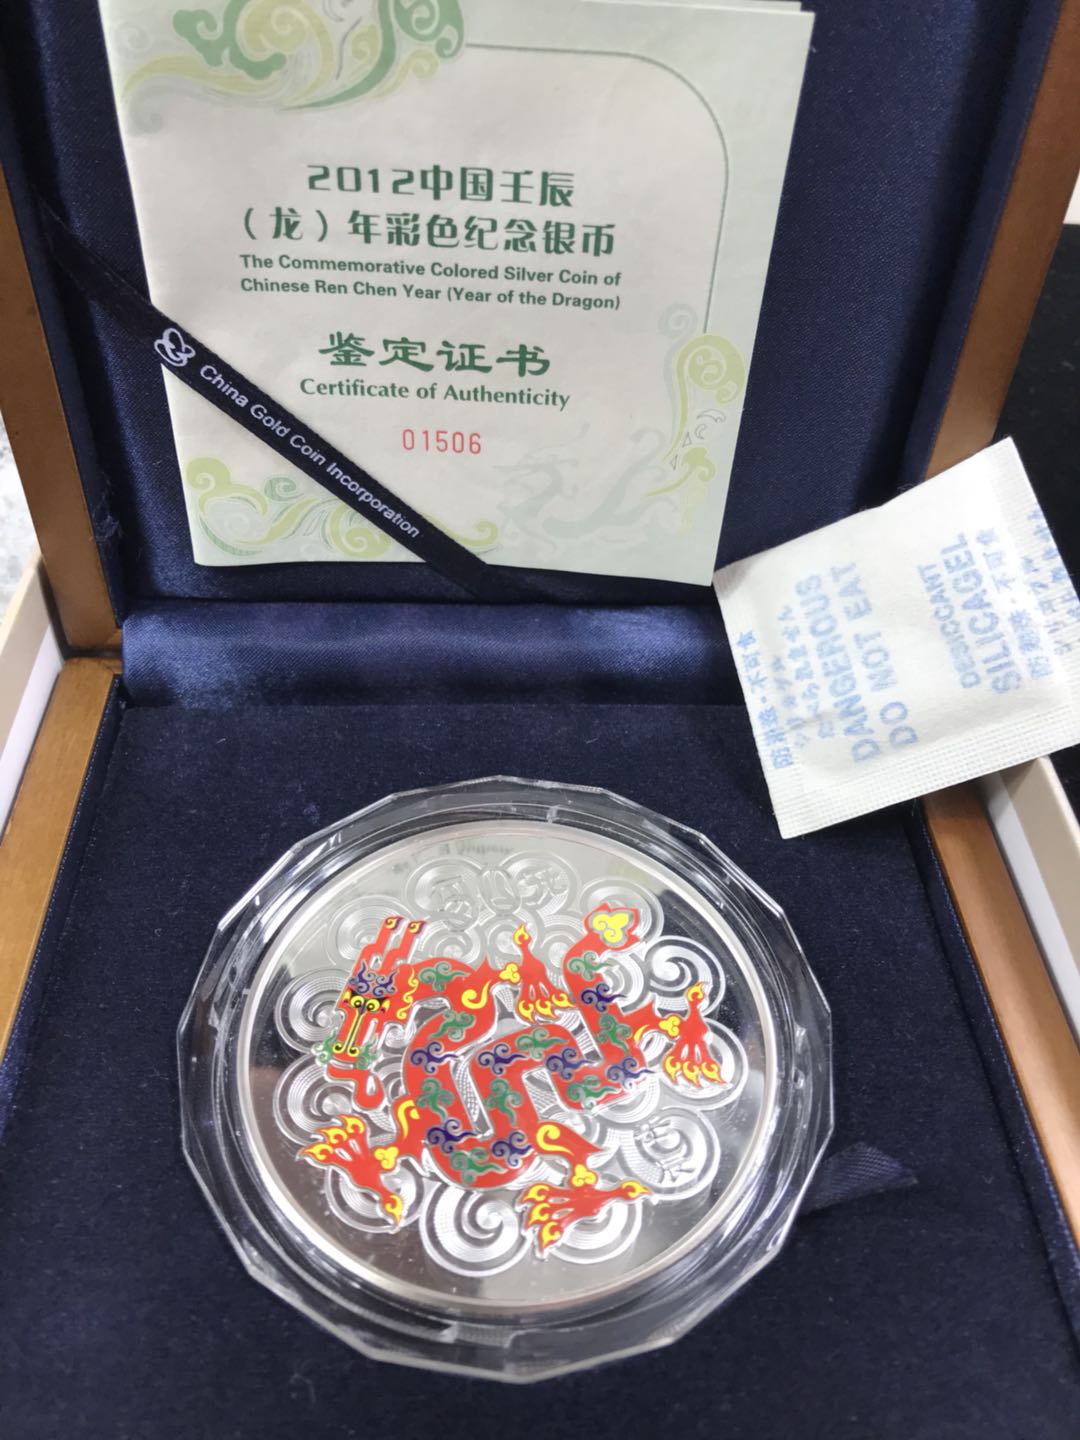 2012中国壬辰
（龙）年彩色纪念银币
The Commemorative Colored Silver Coin of
Chinese Ren Chen Year (Year of the Dragon)
鉴定证书
Certificate of Authenticity
01506
China Gold Coin Incorporation
DANGEROUS
DO NOT EAT
DESICCANT
SILICAGEL